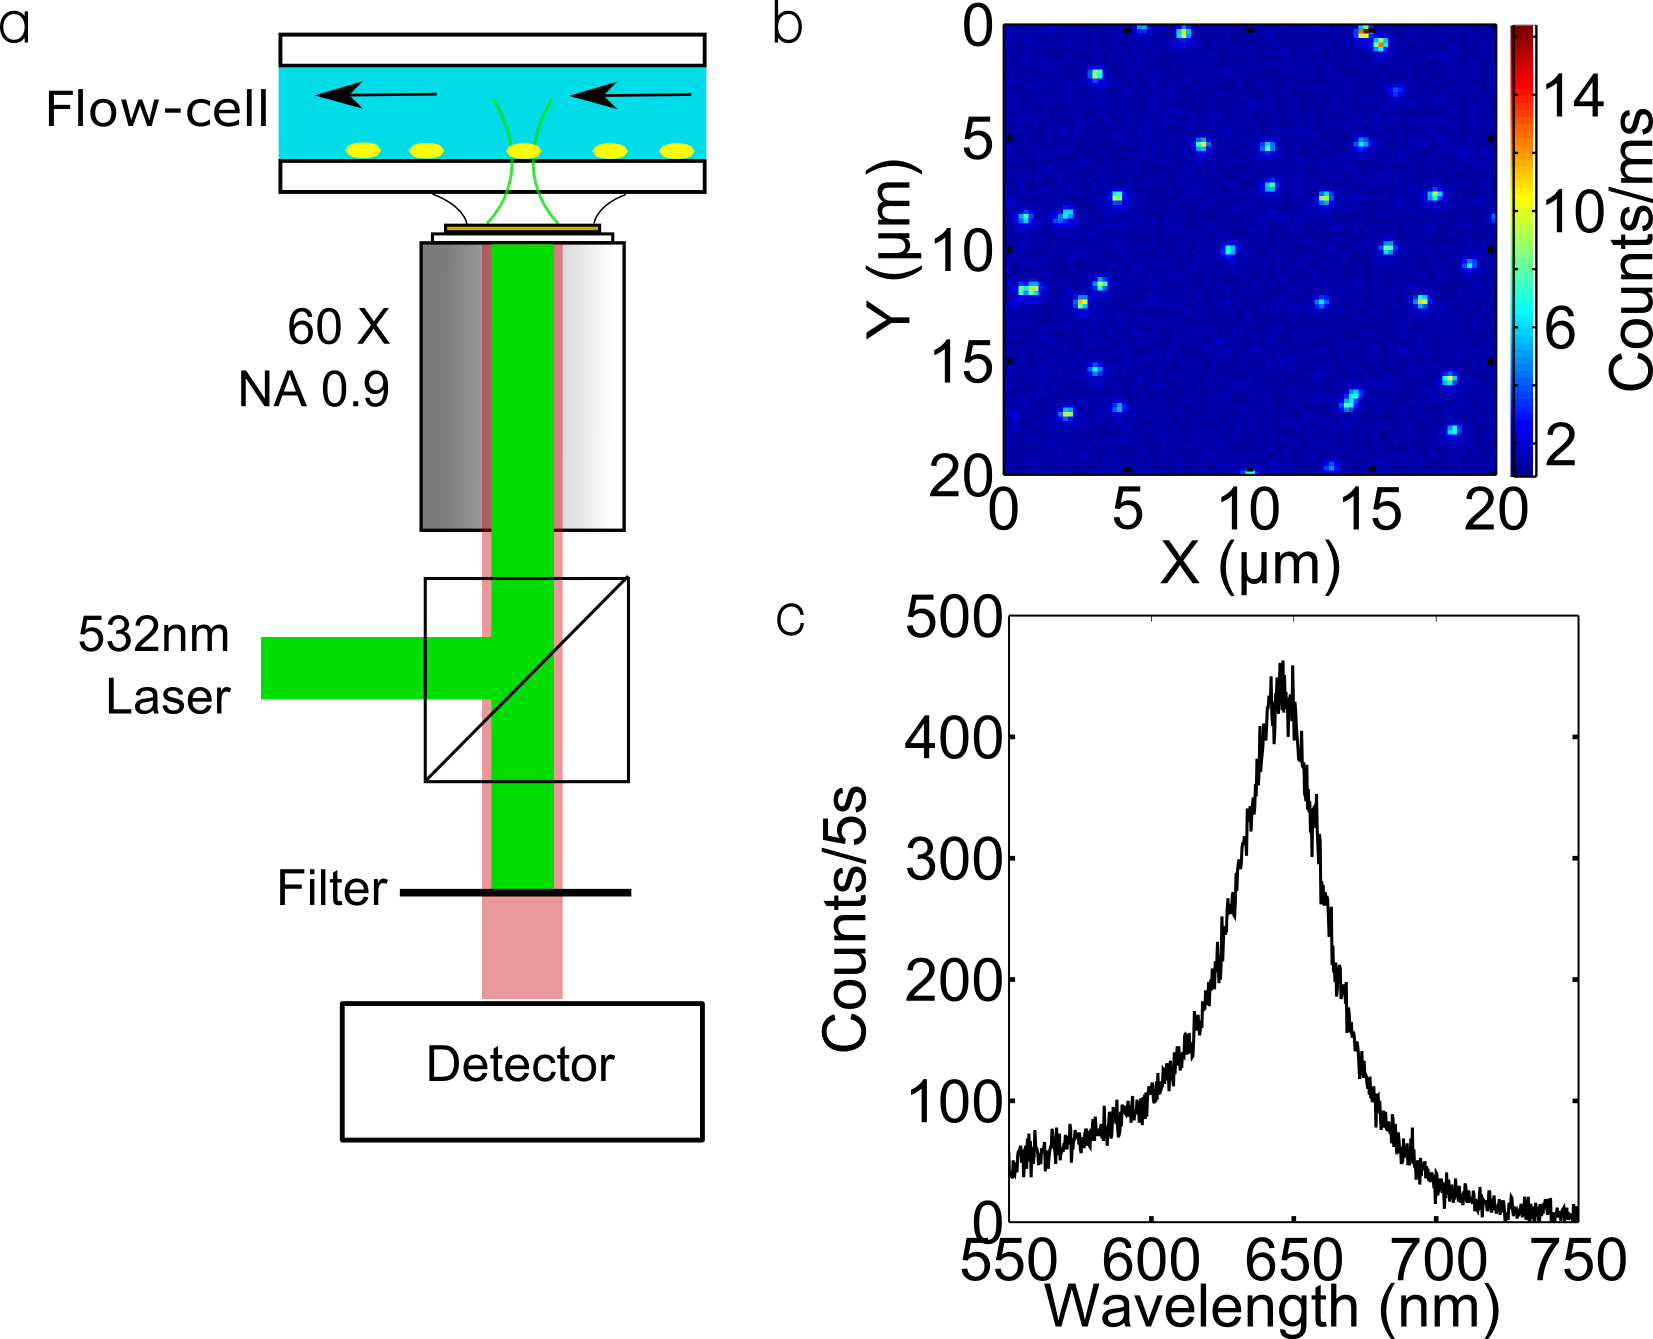 a
Flow-cell
60 X
NA 0.9
532nm
Laser
Filter
Detector
b
0
5
10
15
20
Y (µm)
0 5 10 15 20
X (µm)
14
10
6
2
Counts/ms
c
500
400
300
200
100
0
Counts/5s
550 600 650 700 750
Wavelength (nm)